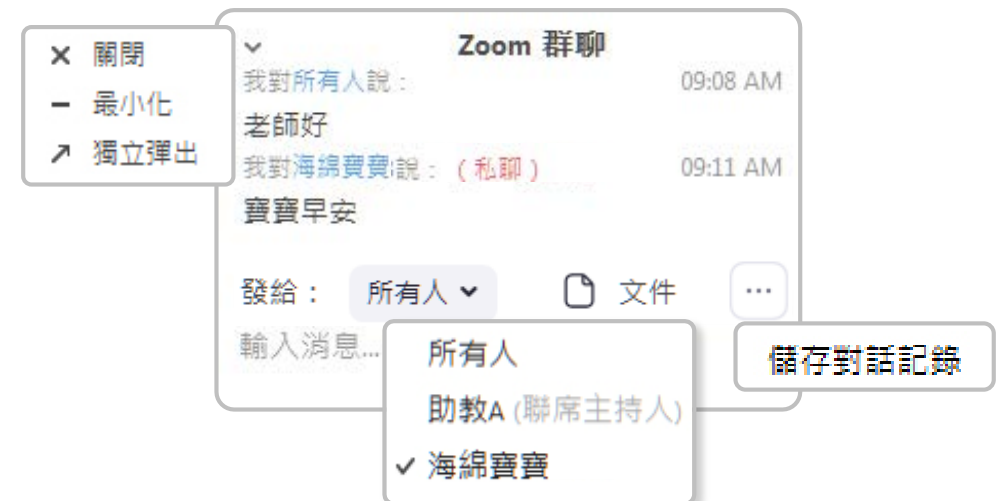 關閉
最小化
獨立彈出
Zoom 群聊
我對所有人說： 09:08 AM
老師好
我對海綿寶寶說：（私聊） 09:11 AM
寶寶早安
發給： 所有人 文件 ...
輸入消息...
所有人
助教A (聯席主持人)
海綿寶寶
儲存對話記錄